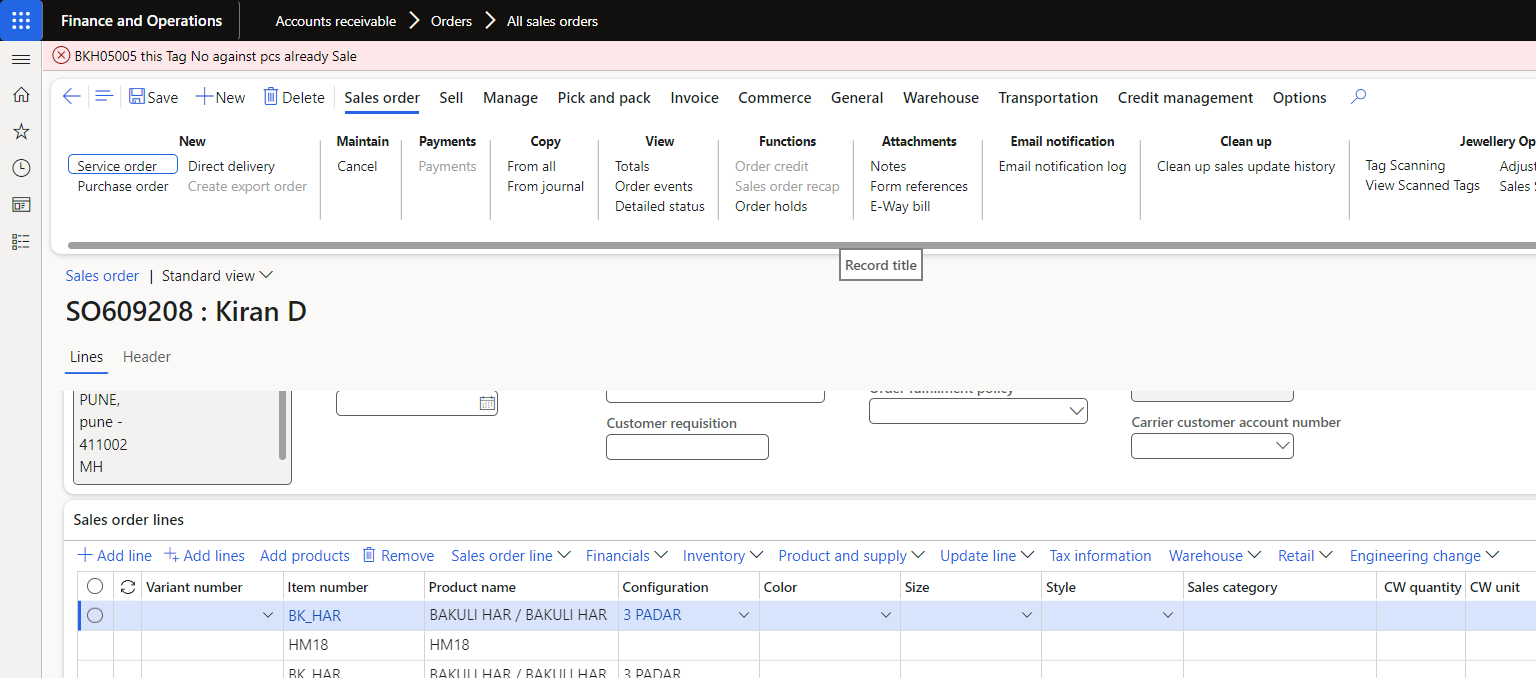 Finance and Operations
Accounts receivable
Orders
All sales orders
BKH05005 this Tag No against pcs already Sale
Save
New
Delete
Sales order
Sell
Manage
Pick and pack
Invoice
Commerce
General
Warehouse
Transportation
Credit management
Options
New
Service order
Direct delivery
Purchase order
Create export order
Maintain
Cancel
Payments
Payments
Copy
From all
From journal
View
Totals
Order events
Detailed status
Functions
Order credit
Sales order recap
Order holds
Attachments
Notes
Form references
E-Way bill
Email notification
Email notification log
Clean up
Clean up sales update history
Jewellery Op
Tag Scanning
Adjust
View Scanned Tags
Sales
Record title
Sales order | Standard view
SO609208 : Kiran D
Lines
Header
PUNE,
pune -
411002
MH
Customer requisition
Order fulfillment policy
Carrier customer account number
Sales order lines
Add line
Add lines
Add products
Remove
Sales order line
Financials
Inventory
Product and supply
Update line
Tax information
Warehouse
Retail
Engineering change
Variant number
Item number
Product name
Configuration
Color
Size
Style
Sales category
CW quantity
CW unit
BK_HAR
BAKULI HAR / BAKULI HAR
3 PADAR
HM18
HM18
BK_HAR
BAKULI HAR / BAKULI HAR
3 PADAR